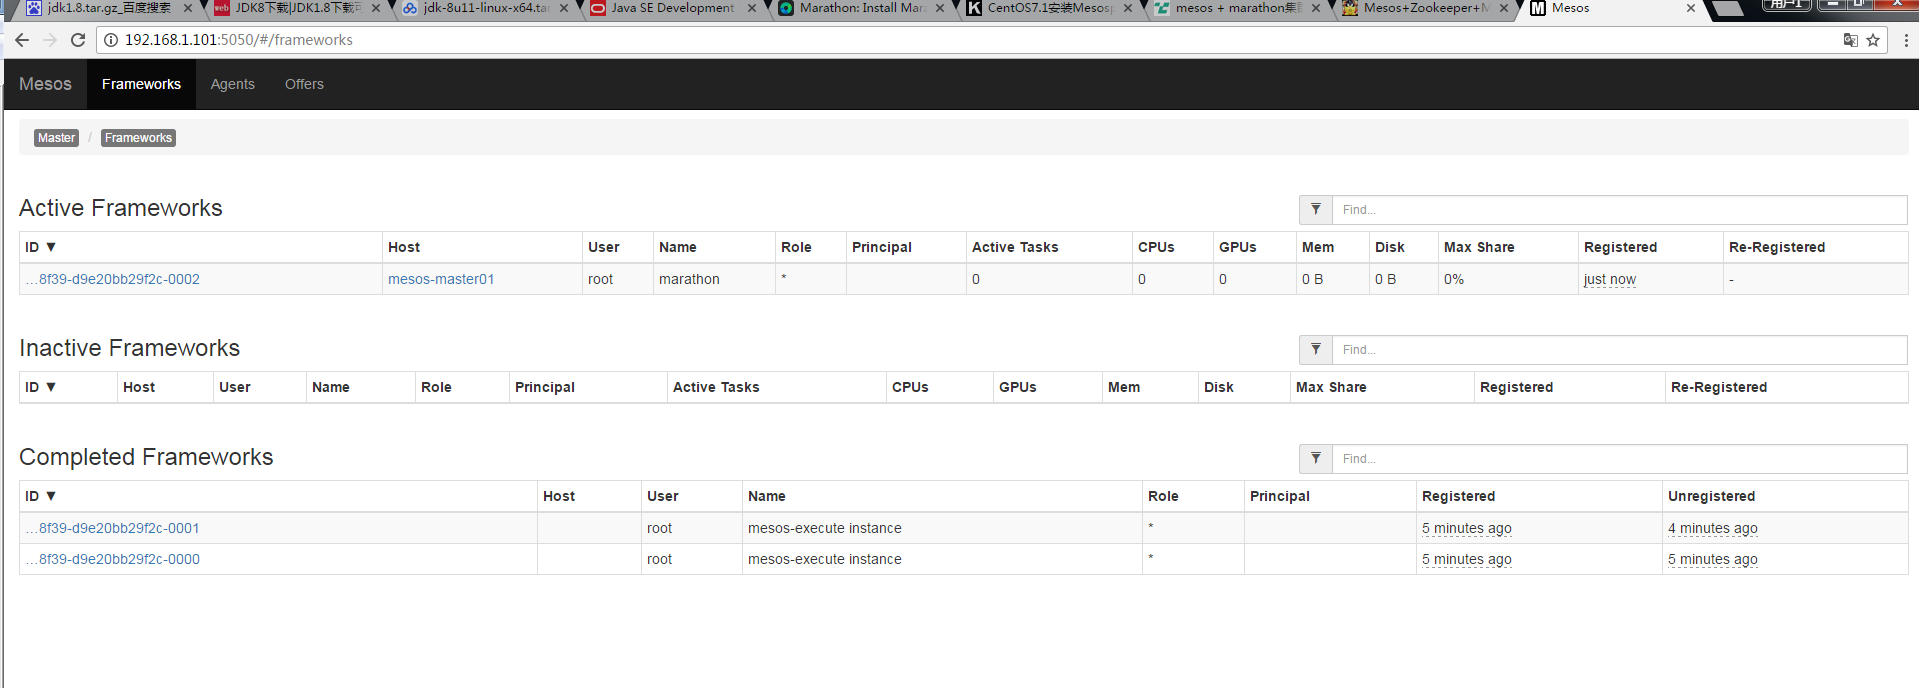 jdk1.8.tar.gz_百度搜索 JDK8下载|JDK1.8下载 jdk-8u11-linux-x64.ta Java SE Development Marathon: Install Mar CentOS7.1安装Mesos mesos + marathon集 Mesos+Zookeeper+M Mesos 用户1
192.168.1.101:5050/#/frameworks
Mesos Frameworks Agents Offers
Master / Frameworks
Active Frameworks Find...
ID ▼ Host User Name Role Principal Active Tasks CPUs GPUs Mem Disk Max Share Registered Re-Registered
…8f39-d9e20bb29f2c-0002 mesos-master01 root marathon * 0 0 0 0 B 0 B 0% just now -
Inactive Frameworks Find...
ID ▼ Host User Name Role Principal Active Tasks CPUs GPUs Mem Disk Max Share Registered Re-Registered
Completed Frameworks Find...
ID ▼ Host User Name Role Principal Registered Unregistered
…8f39-d9e20bb29f2c-0001 root mesos-execute instance * 5 minutes ago 4 minutes ago
…8f39-d9e20bb29f2c-0000 root mesos-execute instance * 5 minutes ago 5 minutes ago